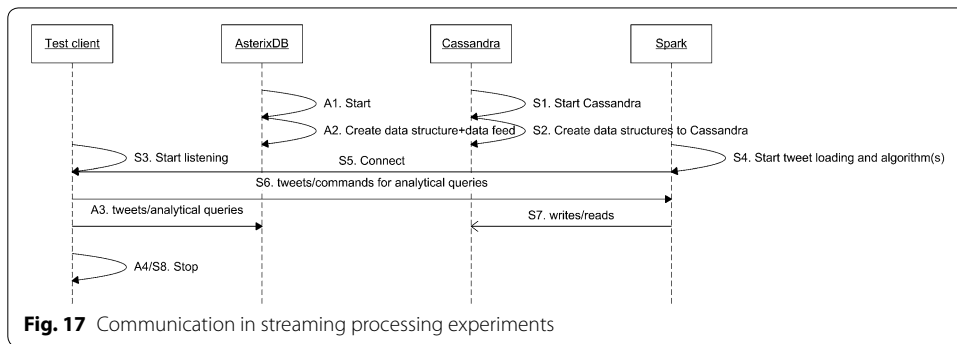 Test client
AsterixDB
Cassandra
Spark
A1. Start
S1. Start Cassandra
A2. Create data structure+data feed
S2. Create data structures to Cassandra
S3. Start listening
S5. Connect
S4. Start tweet loading and algorithm(s)
S6. tweets/commands for analytical queries
A3. tweets/analytical queries
S7. writes/reads
A4/S8. Stop
Fig. 17 Communication in streaming processing experiments